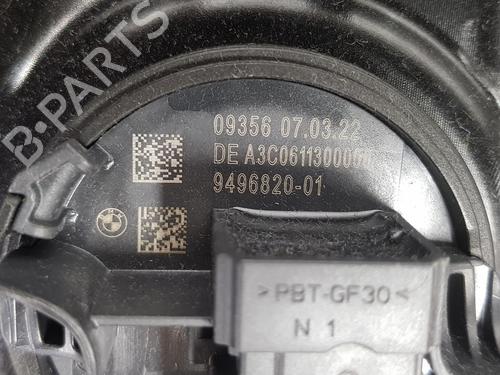 B-PARTS
09356 07.03.22
DE A3C0611300000
9496820-01
>PBT-GF30<
N 1